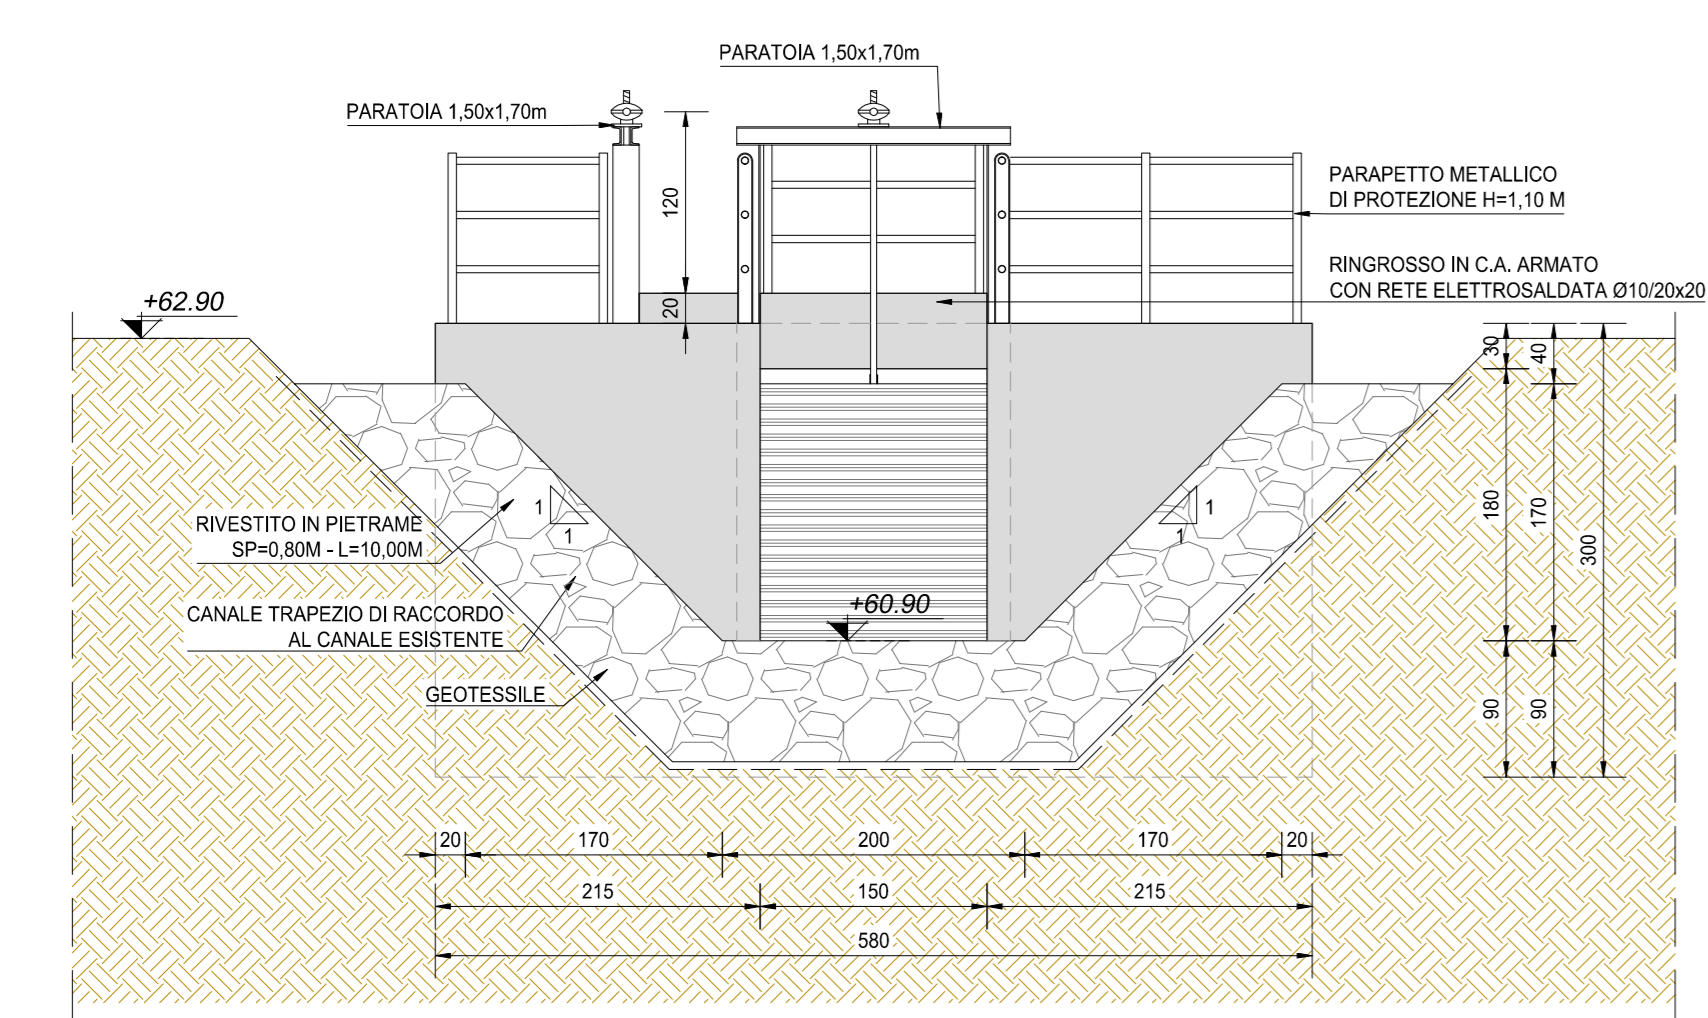 PARATOIA 1,50x1,70m
PARATOIA 1,50x1,70m
120
20
PARAPETTO METALLICO
DI PROTEZIONE H=1,10 M
RINGROSSO IN C.A. ARMATO
CON RETE ELETTROSALDATA Ø10/20x20
+62.90
30
40
180
170
300
90
90
1
1
1
1
RIVESTITO IN PIETRAME
SP=0,80M - L=10,00M
+60.90
CANALE TRAPEZIO DI RACCORDO
AL CANALE ESISTENTE
GEOTESSILE
20
170
200
170
20
215
150
215
580